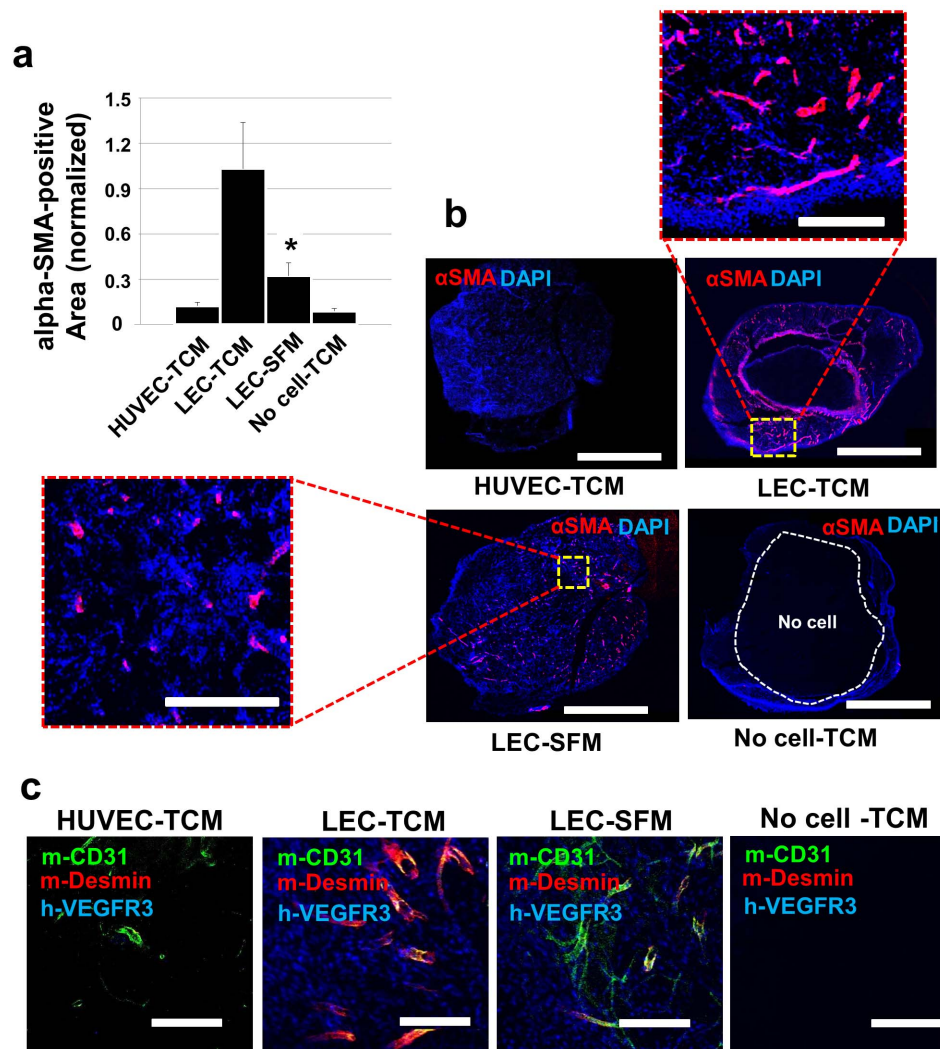 a
alpha-SMA-positive
Area (normalized)
1.5
1.2
0.9
0.6
0.3
0
*
HUVEC-TCM
LEC-TCM
LEC-SFM
No cell-TCM
b
αSMA DAPI
HUVEC-TCM
αSMA DAPI
LEC-TCM
αSMA DAPI
LEC-SFM
αSMA DAPI
No cell
No cell-TCM
c
HUVEC-TCM
m-CD31
m-Desmin
h-VEGFR3
LEC-TCM
m-CD31
m-Desmin
h-VEGFR3
LEC-SFM
m-CD31
m-Desmin
h-VEGFR3
No cell -TCM
m-CD31
m-Desmin
h-VEGFR3